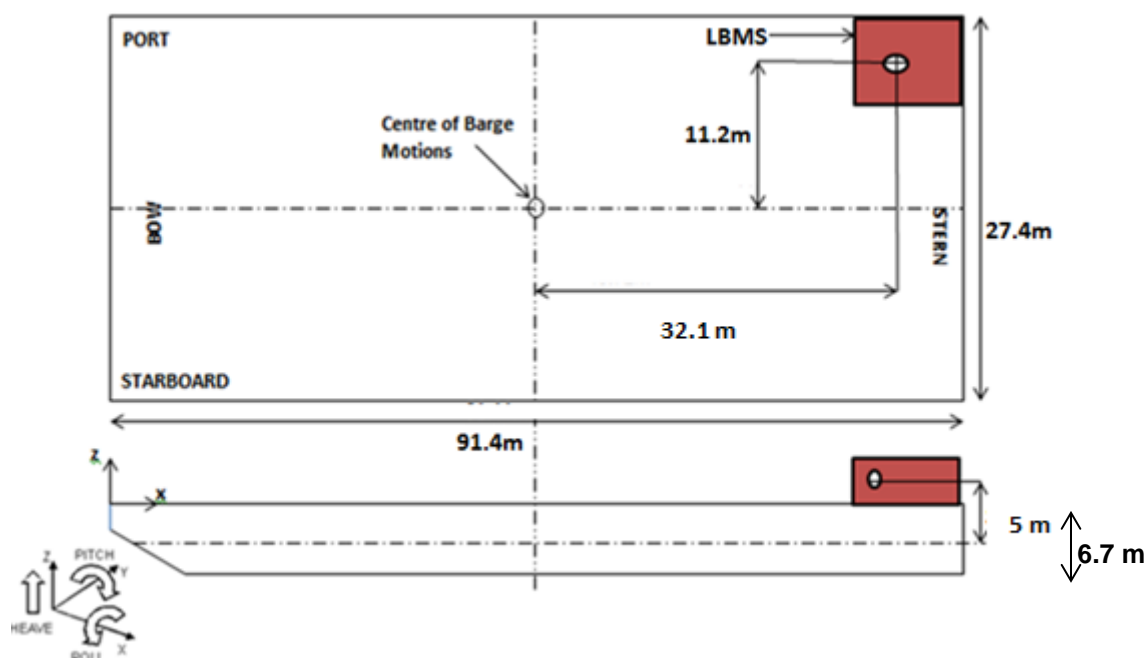 PORT
LBMS
Centre of Barge
Motions
11.2m
BOW
STERN
27.4m
32.1 m
STARBOARD
91.4m
z
x
5 m
6.7 m
Z
PITCH
Y
HEAVE
X